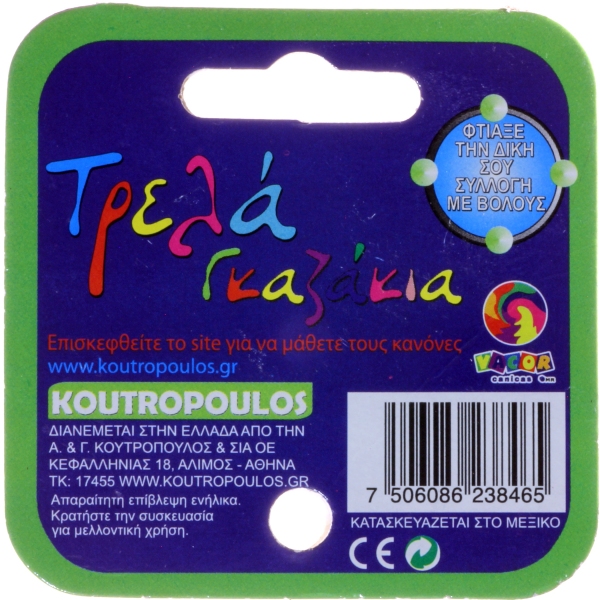 ΦΤΙΑΞΕ
ΤΗΝ ΔΙΚΗ
ΣΟΥ
ΣΥΛΛΟΓΗ
ΜΕ ΒΟΛΟΥΣ
Τρελά
γκαζάκια
Επισκεφθείτε το site για να μάθετε τους κανόνες
www.koutropoulos.gr
VACOR
canicas
KOUTROPOULOS
ΔΙΑΝΕΜΕΤΑΙ ΣΤΗΝ ΕΛΛΑΔΑ ΑΠΟ ΤΗΝ
Α. & Γ. ΚΟΥΤΡΟΠΟΥΛΟΣ & ΣΙΑ ΟΕ
ΚΕΦΑΛΛΗΝΙΑΣ 18, ΑΛΙΜΟΣ - ΑΘΗΝΑ
ΤΚ: 17455 WWW.KOUTROPOULOS.GR
Απαραίτητη επίβλεψη ενήλικα.
Κρατήστε την συσκευασία
για μελλοντική χρήση.
7 506086 238465
ΚΑΤΑΣΚΕΥΑΖΕΤΑΙ ΣΤΟ ΜΕΞΙΚΟ
CE